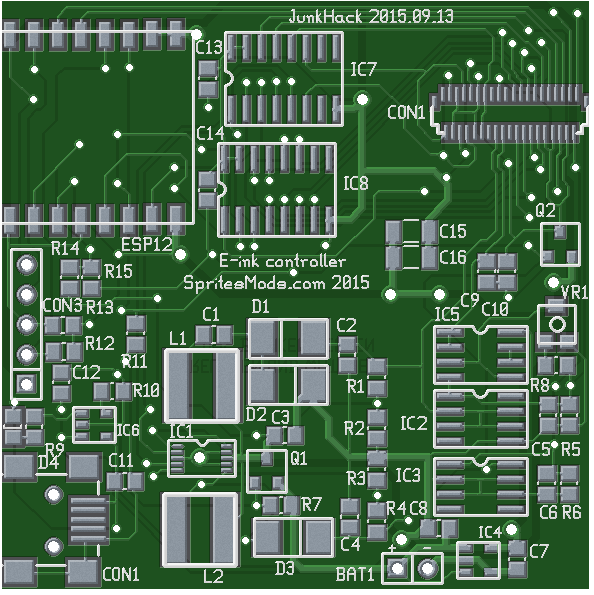 JunkHack 2015.09.13
C13
IC7
CON1
C14
IC8
Q2
ESP12
C15
R14
C16
E-ink controller
R15
SpritesMods.com 2015
C9
C10
VR1
CON3
R13
D1
IC5
C1
C2
L1
R12
R11
R1
R8
C12
R10
D2
IC2
C3
R2
IC6
IC1
R9
C5
R5
D4
Q1
C11
R3
IC3
R7
R4
C8
C6
R6
IC4
C4
C7
CON1
L2
D3
BAT1
+
-